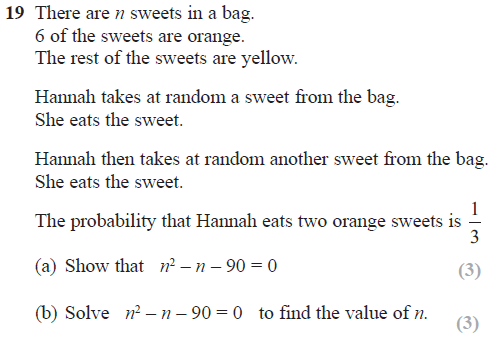 19 There are n sweets in a bag.
6 of the sweets are orange.
The rest of the sweets are yellow.
Hannah takes at random a sweet from the bag.
She eats the sweet.
Hannah then takes at random another sweet from the bag.
She eats the sweet.
The probability that Hannah eats two orange sweets is 1/3
(a) Show that n² – n – 90 = 0
(3)
(b) Solve n² – n – 90 = 0 to find the value of n.
(3)